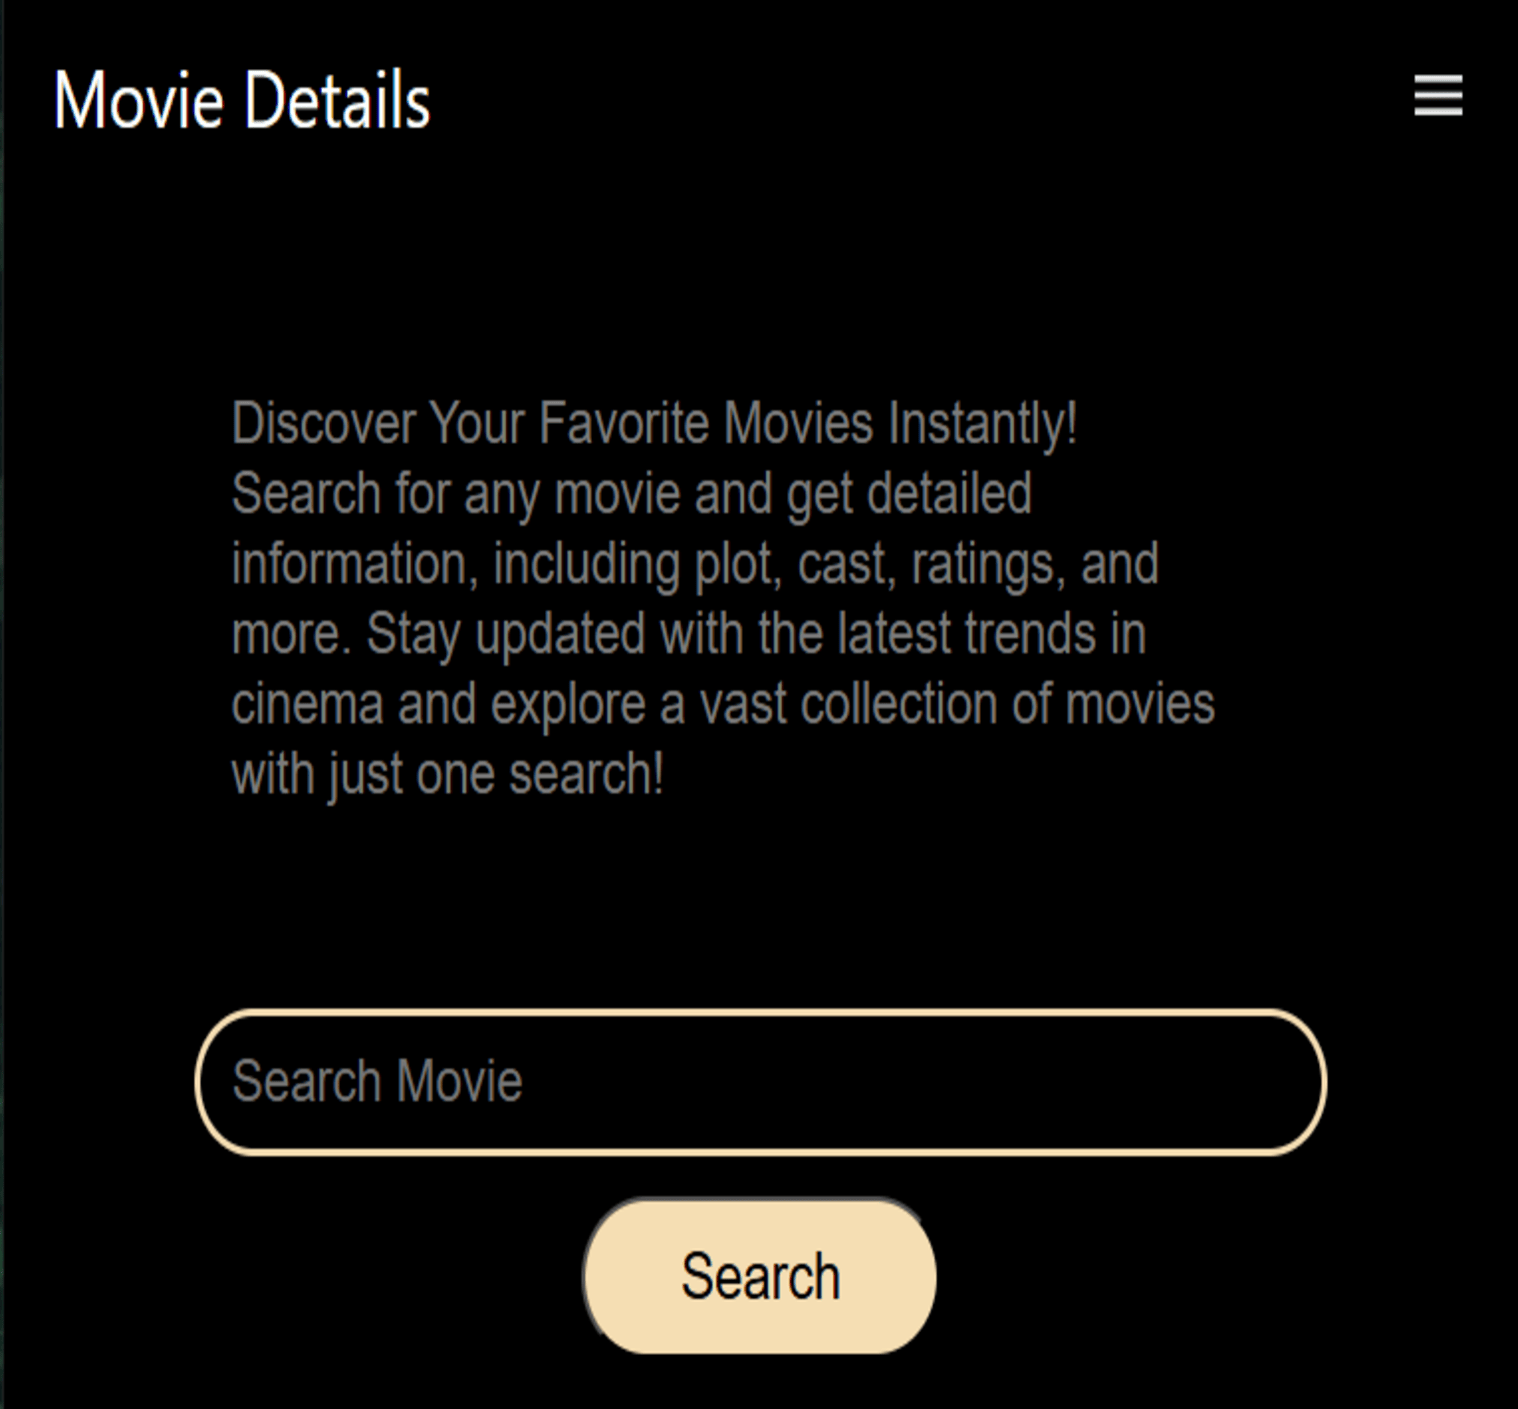 Movie Details
Discover Your Favorite Movies Instantly!
Search for any movie and get detailed
information, including plot, cast, ratings, and
more. Stay updated with the latest trends in
cinema and explore a vast collection of movies
with just one search!
Search Movie
Search